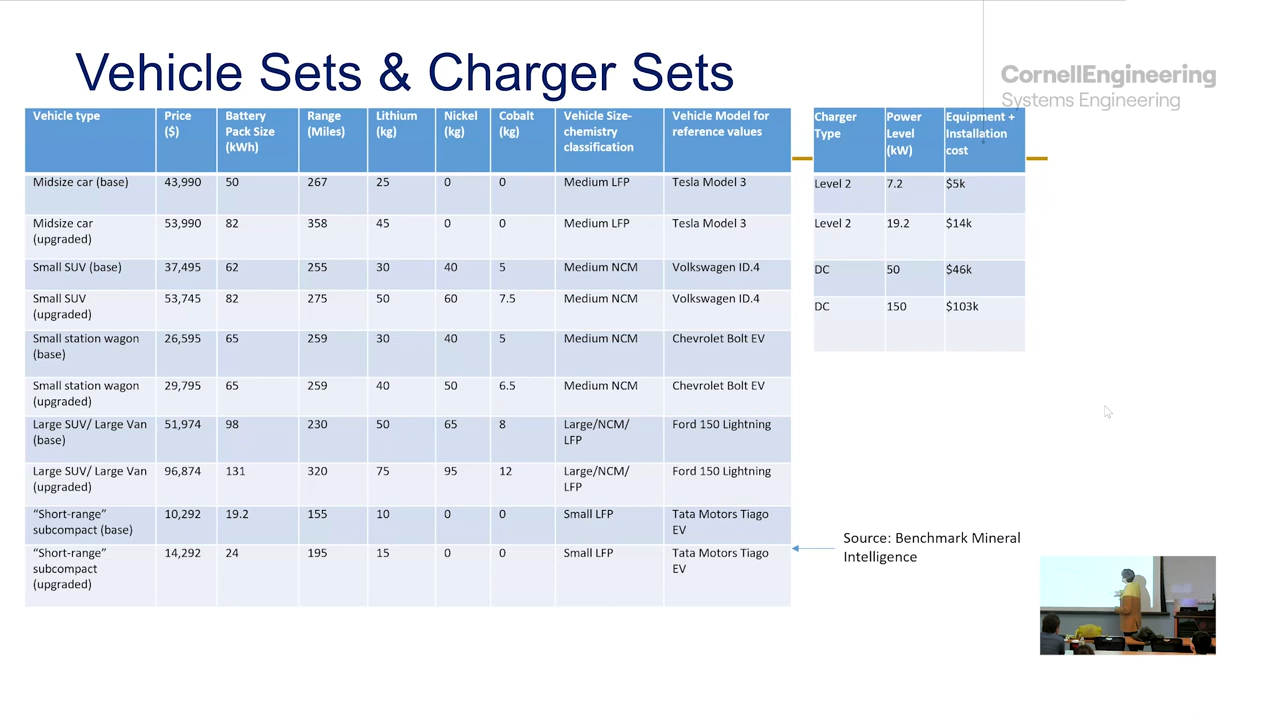 Vehicle Sets & Charger Sets
CornellEngineering
Systems Engineering
Vehicle type Price ($) Battery Pack Size (kWh) Range (Miles) Lithium (kg) Nickel (kg) Cobalt (kg) Vehicle Size-chemistry classification Vehicle Model for reference values
Midsize car (base) 43,990 50 267 25 0 0 Medium LFP Tesla Model 3
Midsize car (upgraded) 53,990 82 358 45 0 0 Medium LFP Tesla Model 3
Small SUV (base) 37,495 62 255 30 40 5 Medium NCM Volkswagen ID.4
Small SUV (upgraded) 53,745 82 275 50 60 7.5 Medium NCM Volkswagen ID.4
Small station wagon (base) 26,595 65 259 30 40 5 Medium NCM Chevrolet Bolt EV
Small station wagon (upgraded) 29,795 65 259 40 50 6.5 Medium NCM Chevrolet Bolt EV
Large SUV/ Large Van (base) 51,974 98 230 50 65 8 Large/NCM/ LFP Ford 150 Lightning
Large SUV/ Large Van (upgraded) 96,874 131 320 75 95 12 Large/NCM/ LFP Ford 150 Lightning
“Short-range” subcompact (base) 10,292 19.2 155 10 0 0 Small LFP Tata Motors Tiago EV
“Short-range” subcompact (upgraded) 14,292 24 195 15 0 0 Small LFP Tata Motors Tiago EV
Charger Type Power Level (kW) Equipment + Installation cost
Level 2 7.2 $5k
Level 2 19.2 $14k
DC 50 $46k
DC 150 $103k
Source: Benchmark Mineral
Intelligence